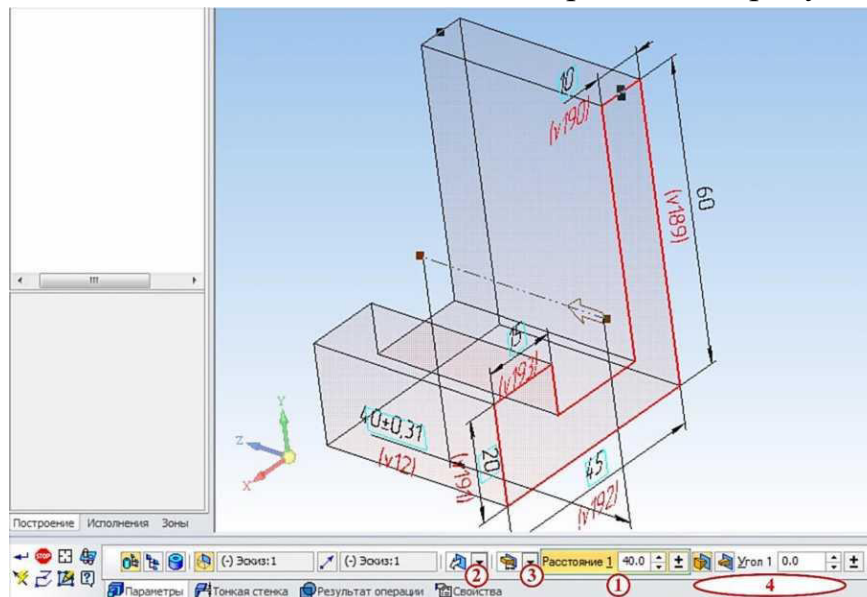 10
(v190)
60
(v189)
15
(v193)
40±0,31
(v12)
20
(v191)
45
(v192)
Y
Z
X
Построение Исполнения Зоны
(-) Эскиз:1 (-) Эскиз:1 Расстояние 1 40.0 Угол 1 0.0
2 3 1 4
Параметры Тонкая стенка Результат операции Свойства